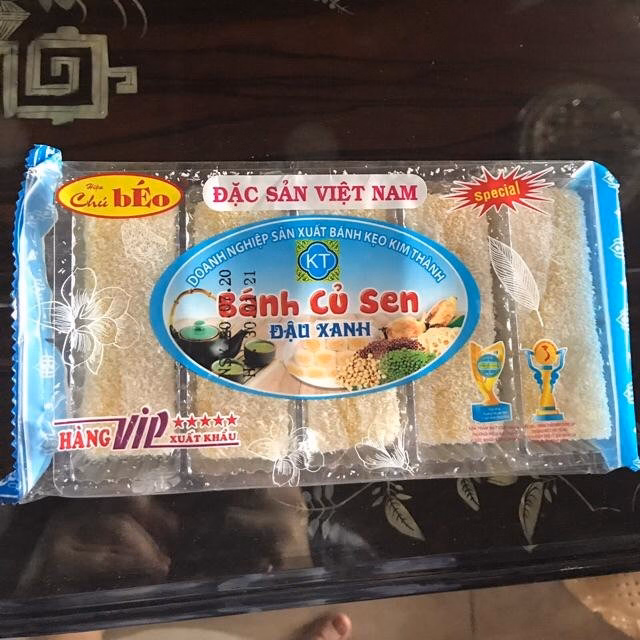 Hiệu
Chú béo
ĐẶC SẢN VIỆT NAM
Special
DOANH NGHIỆP SẢN XUẤT BÁNH KẸO KIM THÀNH
KT
Bánh Củ Sen
ĐẬU XANH
HÀNG VIP
XUẤT KHẨU